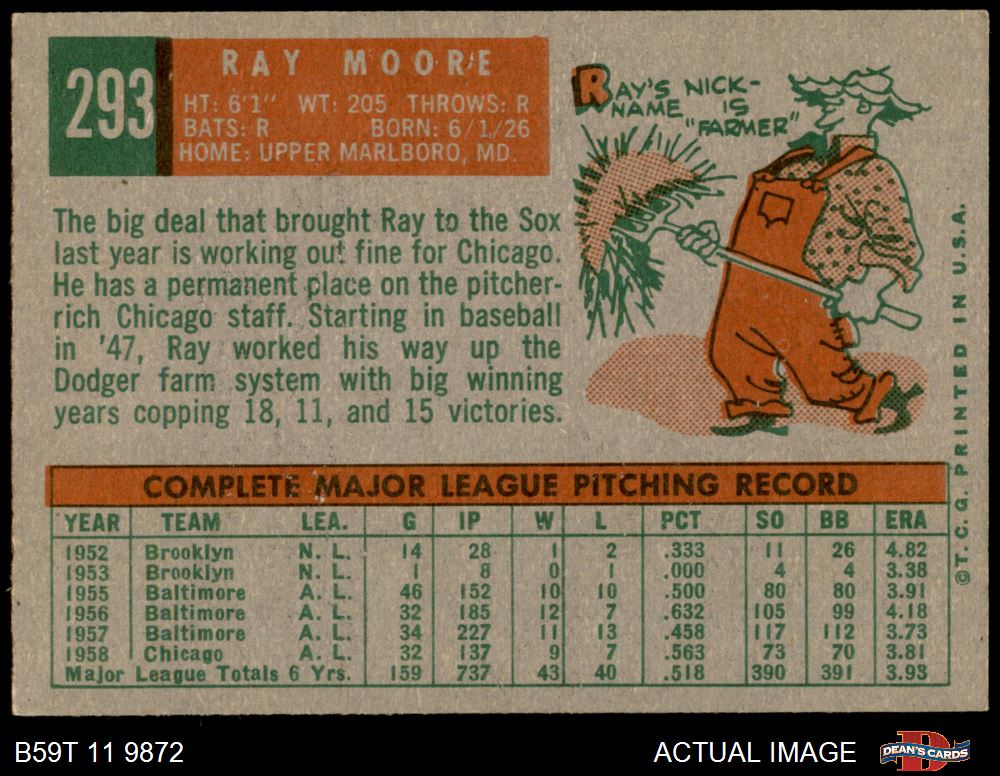 293
RAY MOORE
HT: 6'1" WT: 205 THROWS: R
BATS: R BORN: 6/1/26
HOME: UPPER MARLBORO, MD.
RAY'S NICK-
NAME IS
"FARMER"
The big deal that brought Ray to the Sox
last year is working out fine for Chicago.
He has a permanent place on the pitcher-
rich Chicago staff. Starting in baseball
in '47, Ray worked his way up the
Dodger farm system with big winning
years copping 18, 11, and 15 victories.
COMPLETE MAJOR LEAGUE PITCHING RECORD
YEAR TEAM LEA. G IP W L PCT SO BB ERA
1952 Brooklyn N. L. 14 28 1 2 .333 11 26 4.82
1953 Brooklyn N. L. 1 8 0 1 .000 4 4 3.38
1955 Baltimore A. L. 46 152 10 10 .500 80 80 3.91
1956 Baltimore A. L. 32 185 12 7 .632 105 99 4.18
1957 Baltimore A. L. 34 227 11 13 .458 117 112 3.73
1958 Chicago A. L. 32 137 9 7 .563 73 70 3.81
Major League Totals 6 Yrs. 159 737 43 40 .518 390 391 3.93
©T. C. G. PRINTED IN U.S.A.
B59T 11 9872
ACTUAL IMAGE
D
DEAN'S CARDS